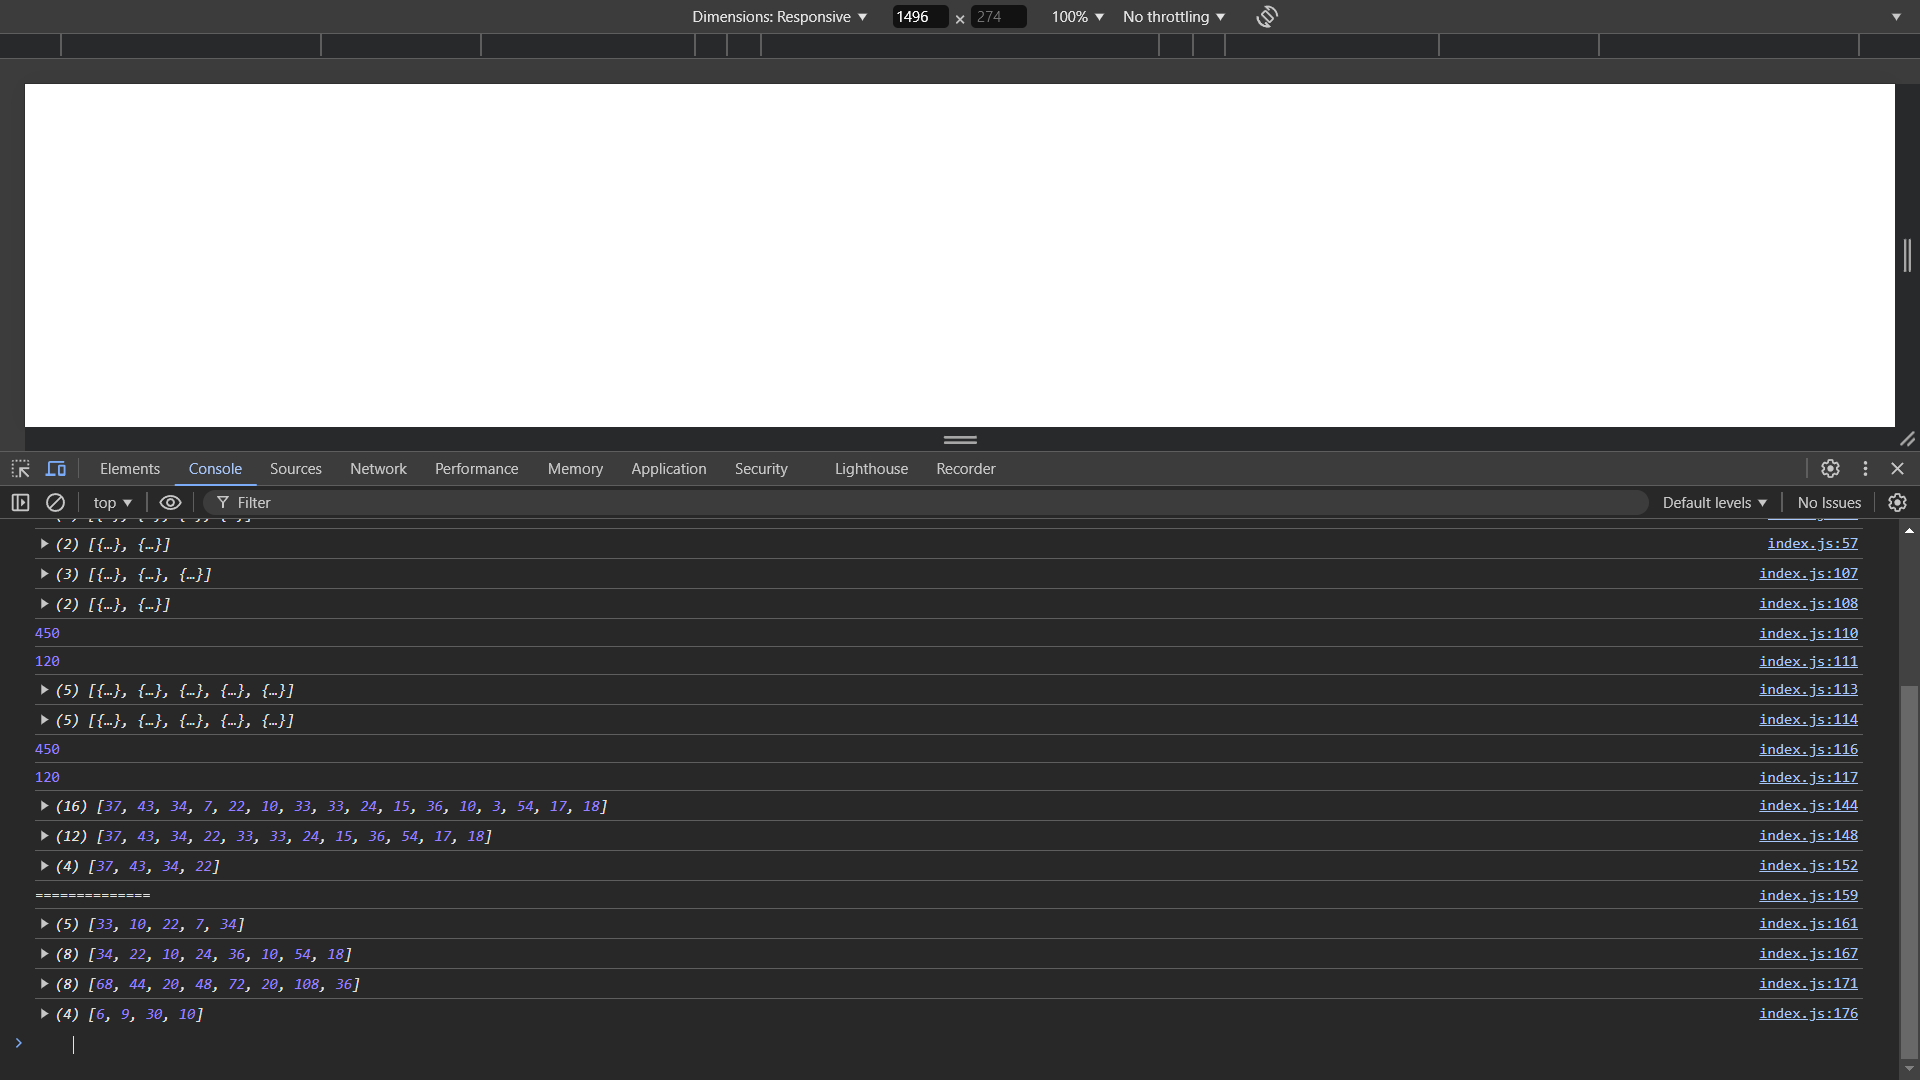 Dimensions: Responsive ▼ 1496 × 274 100% ▼ No throttling ▼
Elements Console Sources Network Performance Memory Application Security Lighthouse Recorder
top ▼ Filter Default levels ▼ No Issues
▶ (2) [{…}, {…}] index.js:57
▶ (3) [{…}, {…}, {…}] index.js:107
▶ (2) [{…}, {…}] index.js:108
450 index.js:110
120 index.js:111
▶ (5) [{…}, {…}, {…}, {…}, {…}] index.js:113
▶ (5) [{…}, {…}, {…}, {…}, {…}] index.js:114
450 index.js:116
120 index.js:117
▶ (16) [37, 43, 34, 7, 22, 10, 33, 33, 24, 15, 36, 10, 3, 54, 17, 18] index.js:144
▶ (12) [37, 43, 34, 22, 33, 33, 24, 15, 36, 54, 17, 18] index.js:148
▶ (4) [37, 43, 34, 22] index.js:152
============== index.js:159
▶ (5) [33, 10, 22, 7, 34] index.js:161
▶ (8) [34, 22, 10, 24, 36, 10, 54, 18] index.js:167
▶ (8) [68, 44, 20, 48, 72, 20, 108, 36] index.js:171
▶ (4) [6, 9, 30, 10] index.js:176